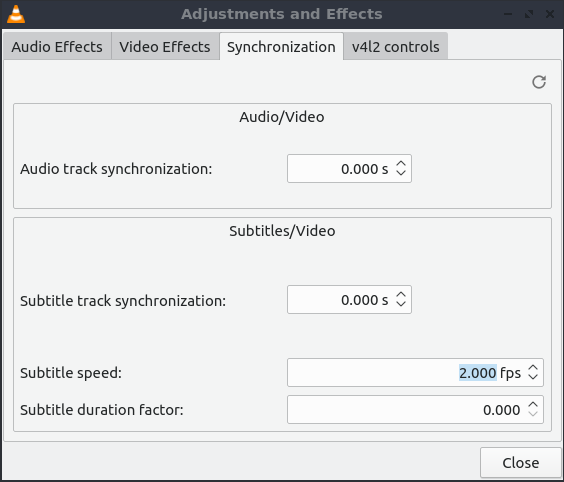 Adjustments and Effects
Audio Effects Video Effects Synchronization v4l2 controls
Audio/Video
Audio track synchronization: 0.000 s
Subtitles/Video
Subtitle track synchronization: 0.000 s
Subtitle speed: 2.000 fps
Subtitle duration factor: 0.000
Close